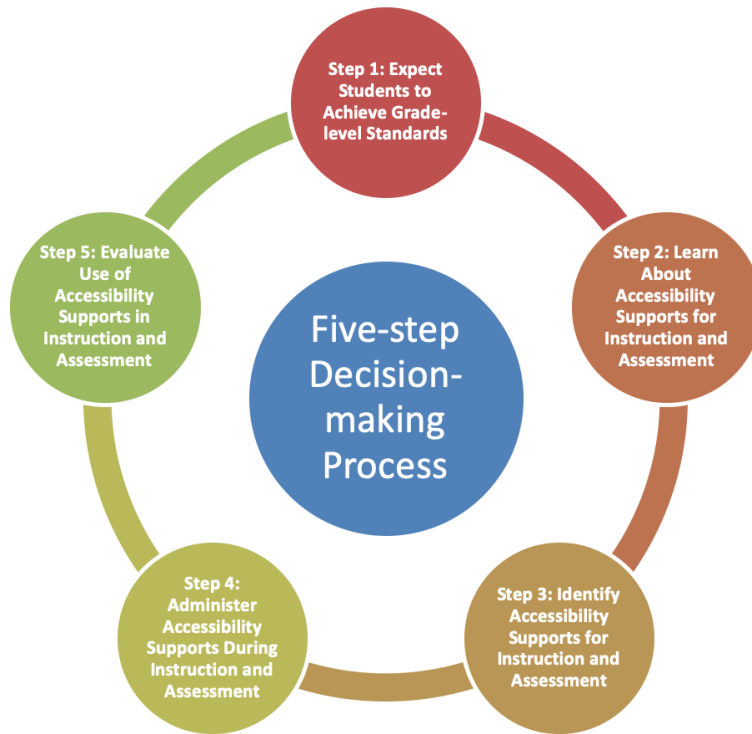 Step 1: Expect
Students to
Achieve Grade-
level Standards
Step 2: Learn
About
Accessibility
Supports for
Instruction and
Assessment
Step 3: Identify
Accessibility
Supports for
Instruction and
Assessment
Step 4:
Administer
Accessibility
Supports During
Instruction and
Assessment
Step 5: Evaluate
Use of
Accessibility
Supports in
Instruction and
Assessment
Five-step
Decision-
making
Process